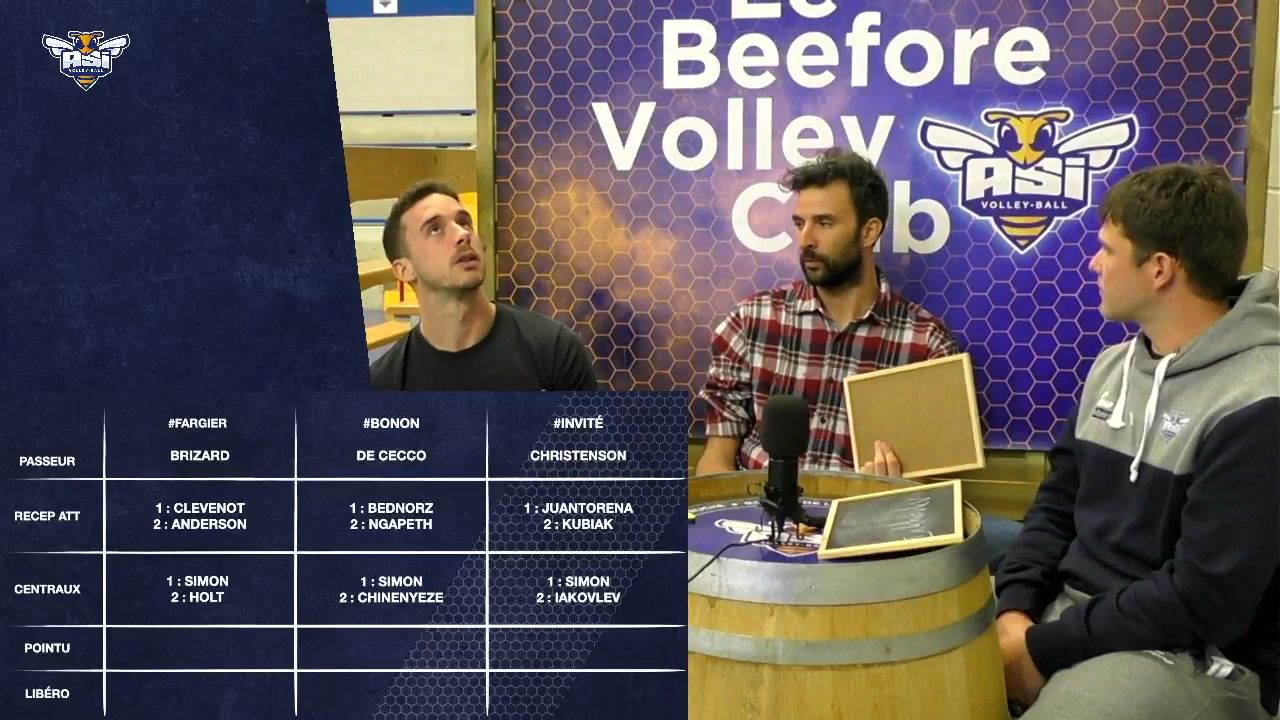 ASI
VOLLEY-BALL
Le
Beefore
Volley
Club
ASI
VOLLEY-BALL
#FARGIER
#BONON
#INVITÉ
PASSEUR
BRIZARD
DE CECCO
CHRISTENSON
RECEP ATT
1 : CLEVENOT
2 : ANDERSON
1 : BEDNORZ
2 : NGAPETH
1 : JUANTORENA
2 : KUBIAK
CENTRAUX
1 : SIMON
2 : HOLT
1 : SIMON
2 : CHINENYEZE
1 : SIMON
2 : IAKOVLEV
POINTU
LIBÉRO